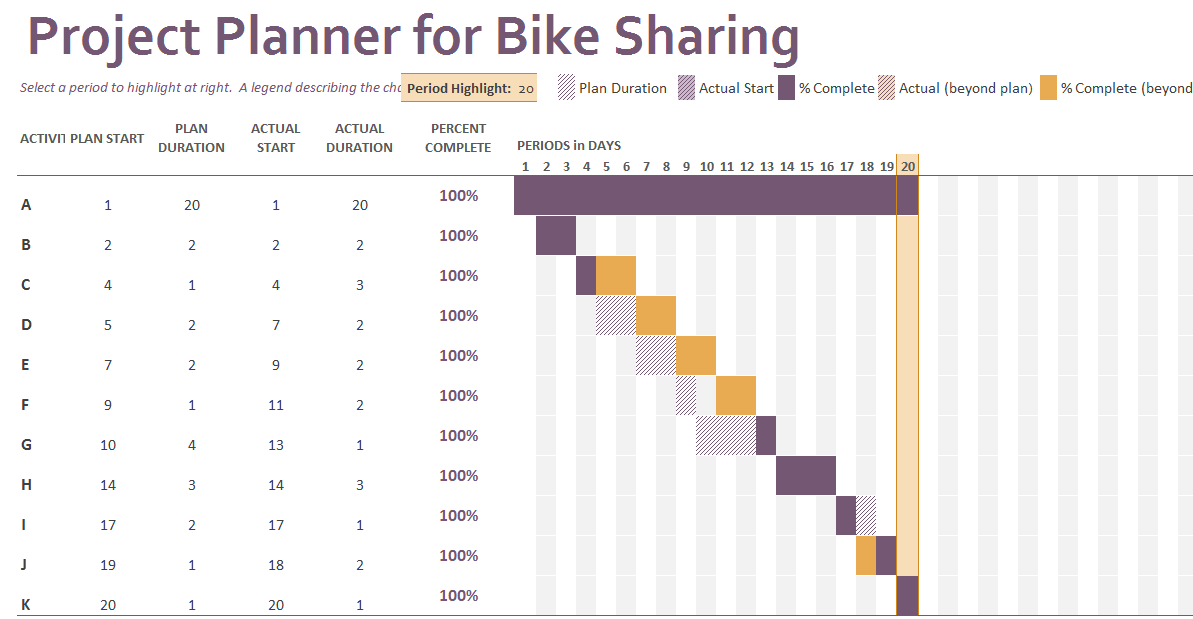 Project Planner for Bike Sharing
Select a period to highlight at right. A legend describing the cha Period Highlight: 20 Plan Duration Actual Start % Complete Actual (beyond plan) % Complete (beyond
ACTIVIT PLAN START PLAN DURATION ACTUAL START ACTUAL DURATION PERCENT COMPLETE PERIODS in DAYS
1 2 3 4 5 6 7 8 9 10 11 12 13 14 15 16 17 18 19 20
A 1 20 1 20 100%
B 2 2 2 2 100%
C 4 1 4 3 100%
D 5 2 7 2 100%
E 7 2 9 2 100%
F 9 1 11 2 100%
G 10 4 13 1 100%
H 14 3 14 3 100%
I 17 2 17 1 100%
J 19 1 18 2 100%
K 20 1 20 1 100%